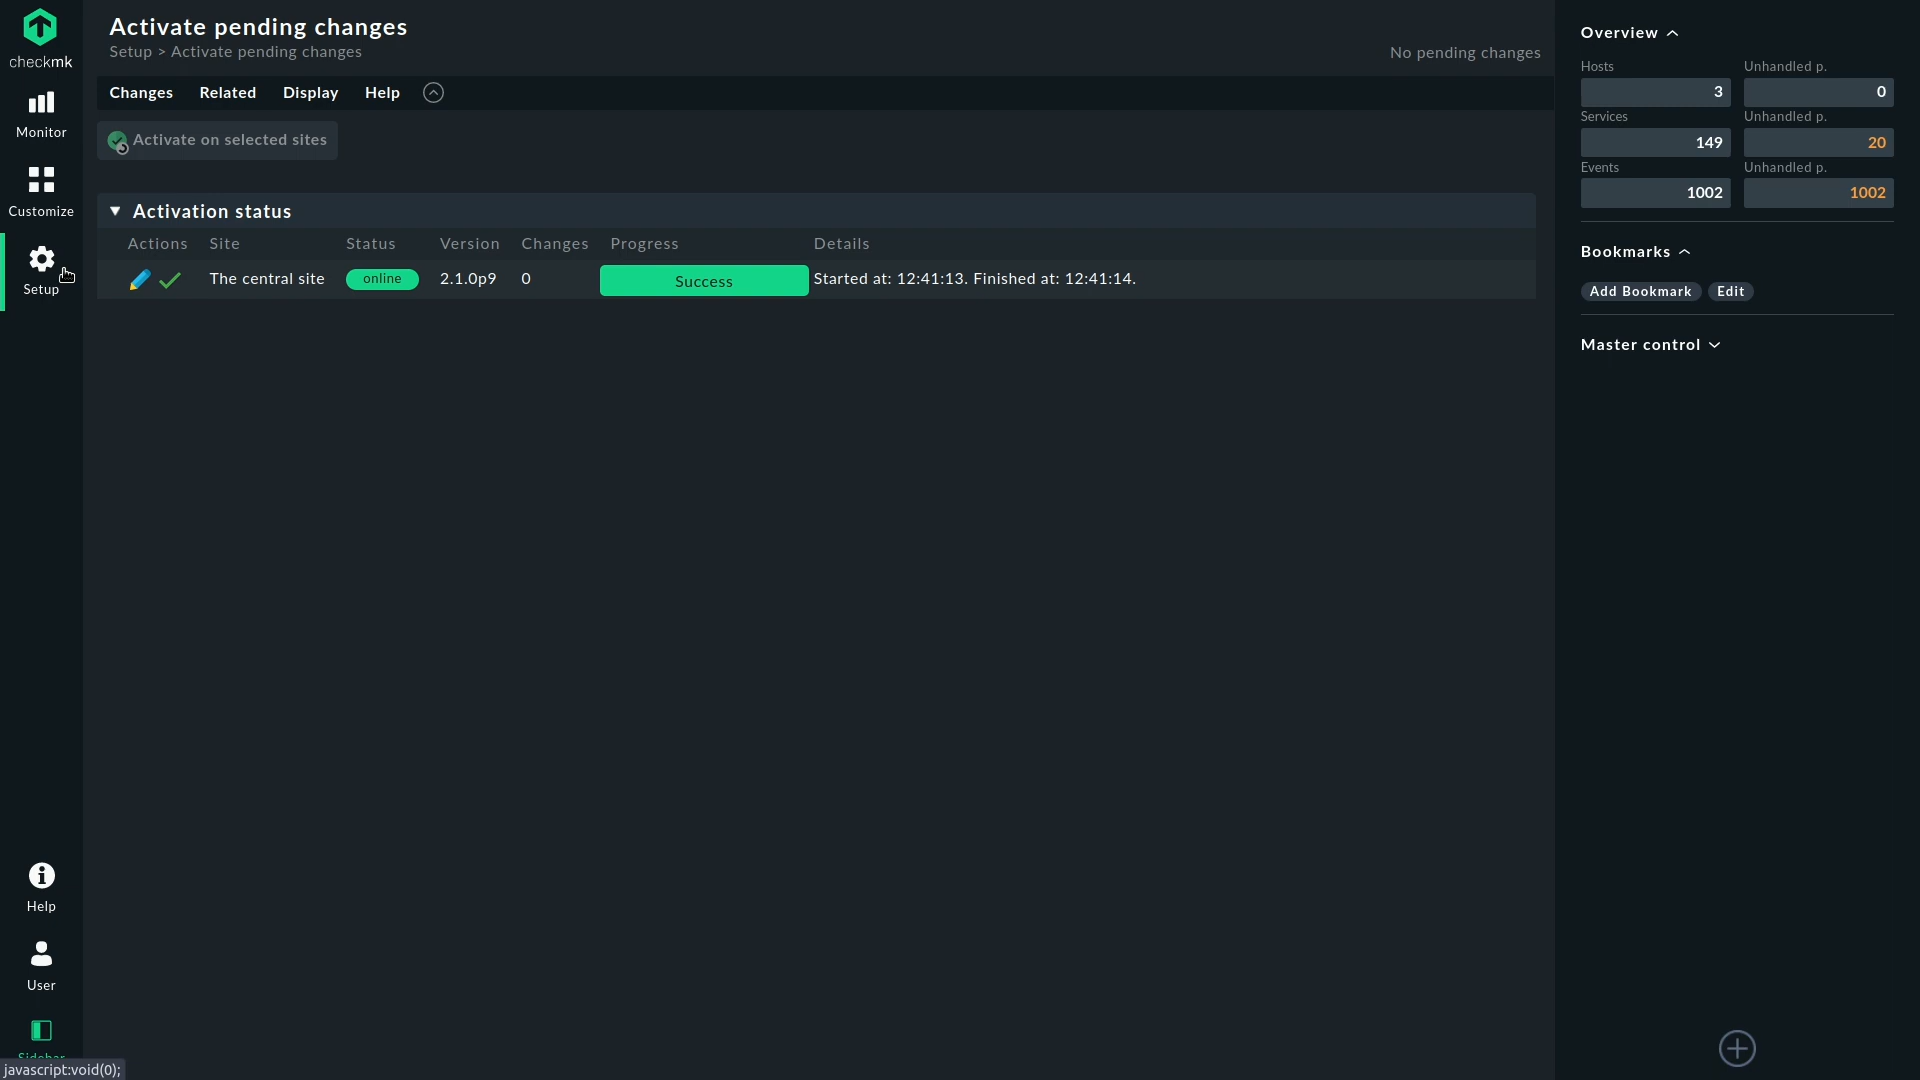 checkmk
Monitor
Customize
Setup
Help
User
Sidebar
javascript:void(0);
Activate pending changes
Setup > Activate pending changes
No pending changes
Changes Related Display Help
Activate on selected sites
Activation status
Actions Site Status Version Changes Progress Details
The central site online 2.1.0p9 0 Success Started at: 12:41:13. Finished at: 12:41:14.
Overview
Hosts Unhandled p.
3 0
Services Unhandled p.
149 20
Events Unhandled p.
1002 1002
Bookmarks
Add Bookmark Edit
Master control